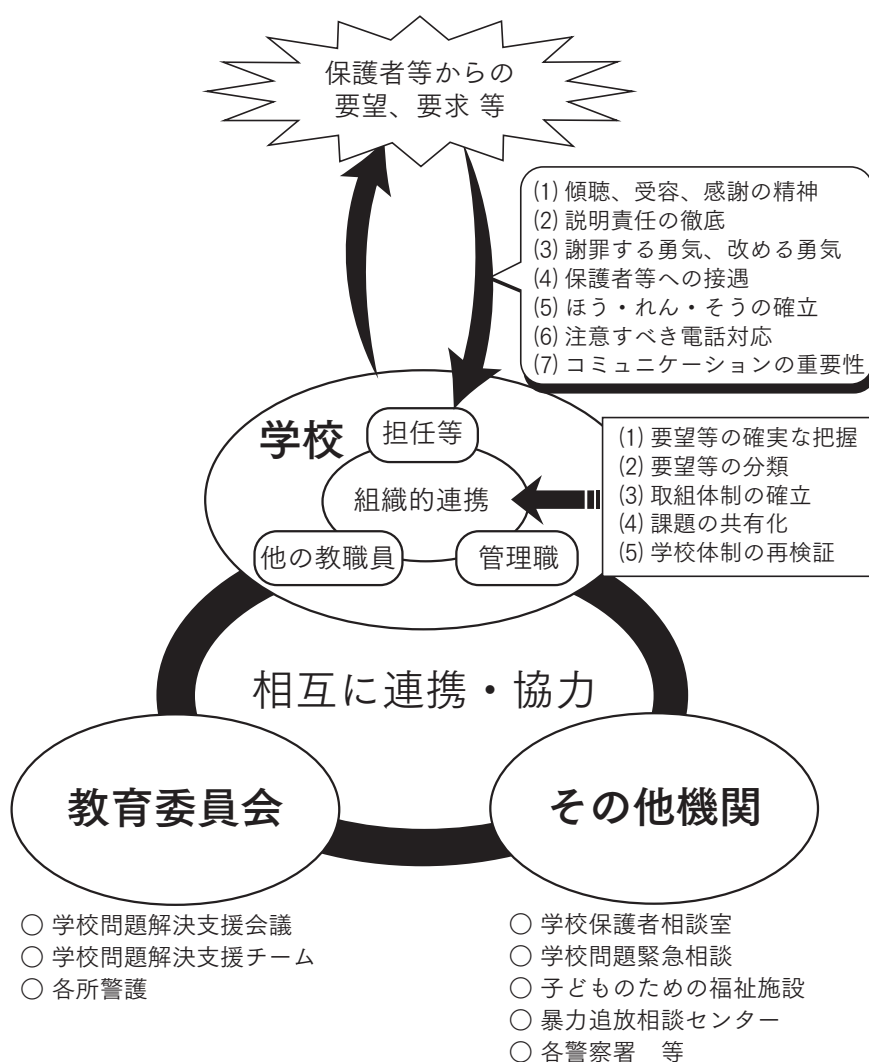 保護者等からの
要望、要求 等
(1) 傾聴、受容、感謝の精神
(2) 説明責任の徹底
(3) 謝罪する勇気、改める勇気
(4) 保護者等への接遇
(5) ほう・れん・そうの確立
(6) 注意すべき電話対応
(7) コミュニケーションの重要性
学校
担任等
組織的連携
他の教職員
管理職
(1) 要望等の確実な把握
(2) 要望等の分類
(3) 取組体制の確立
(4) 課題の共有化
(5) 学校体制の再検証
相互に連携・協力
教育委員会
○ 学校問題解決支援会議
○ 学校問題解決支援チーム
○ 各所警護
その他機関
○ 学校保護者相談室
○ 学校問題緊急相談
○ 子どものための福祉施設
○ 暴力追放相談センター
○ 各警察署　等